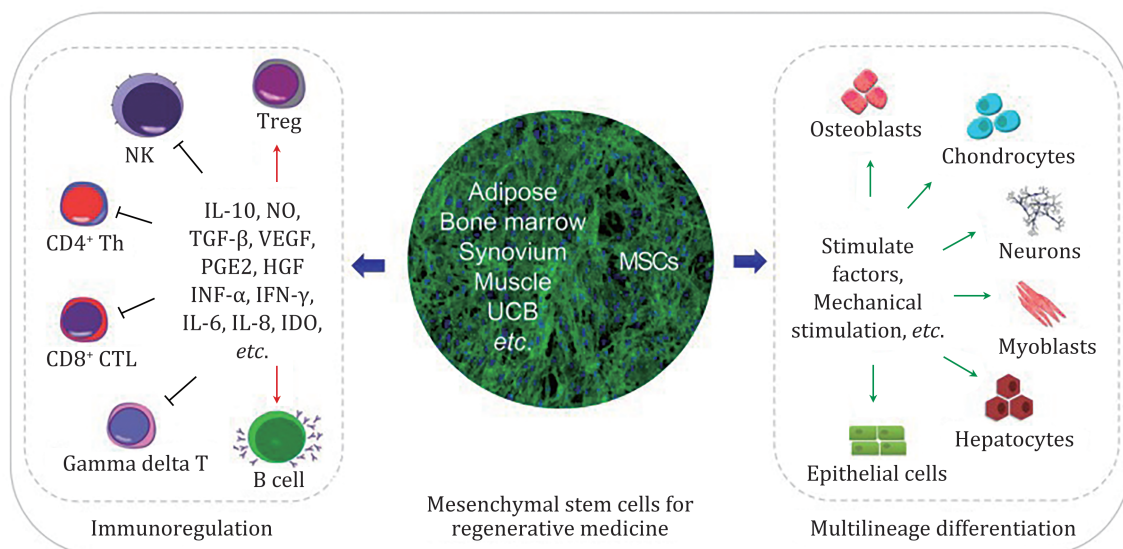 NK
Treg
CD4⁺ Th
CD8⁺ CTL
Gamma delta T
B cell
IL-10, NO,
TGF-β, VEGF,
PGE2, HGF
INF-α, IFN-γ,
IL-6, IL-8, IDO,
etc.
Immunoregulation
Adipose
Bone marrow
Synovium
Muscle
UCB
etc.
MSCs
Mesenchymal stem cells for
regenerative medicine
Osteoblasts
Chondrocytes
Neurons
Myoblasts
Hepatocytes
Epithelial cells
Stimulate
factors,
Mechanical
stimulation, etc.
Multilineage differentiation